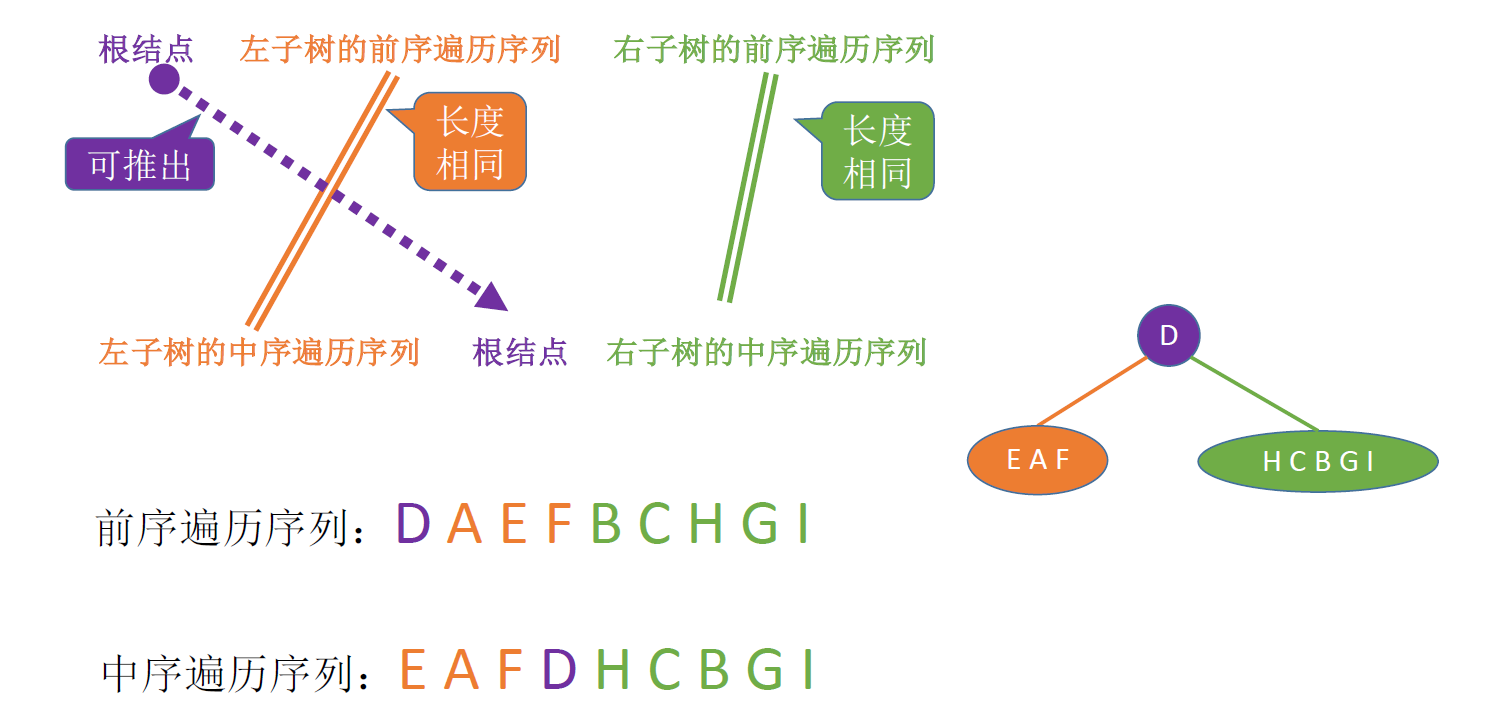 根结点 左子树的前序遍历序列 右子树的前序遍历序列
可推出
长度
相同
长度
相同
左子树的中序遍历序列 根结点 右子树的中序遍历序列
D
E A F
H C B G I
前序遍历序列：D A E F B C H G I
中序遍历序列：E A F D H C B G I